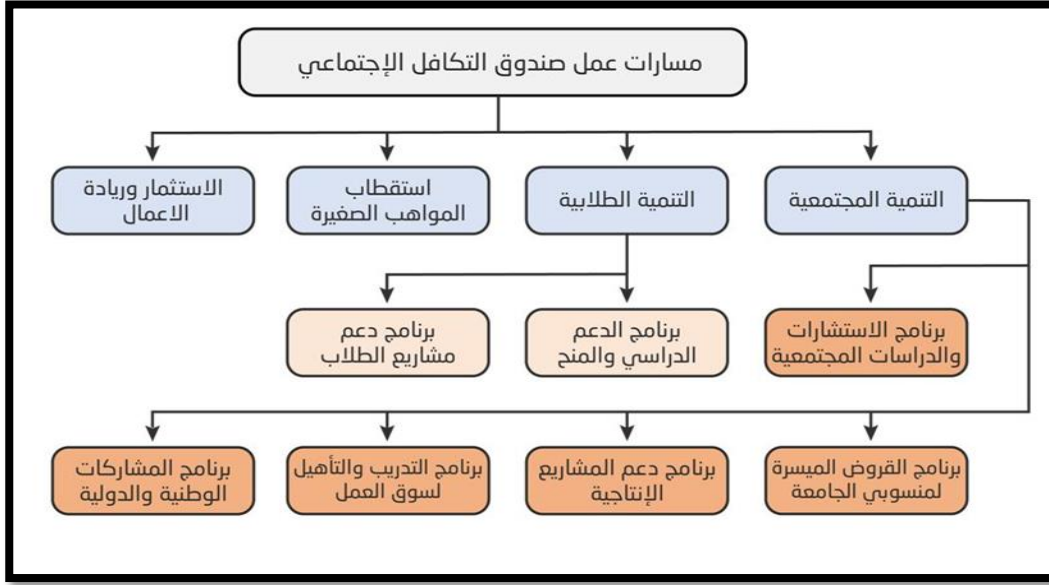 مسارات عمل صندوق التكافل الإجتماعي
التنمية المجتمعية
التنمية الطلابية
استقطاب
المواهب الصغيرة
الاستثمار وريادة
الاعمال
برنامج الاستشارات
والدراسات المجتمعية
برنامج الدعم
الدراسي والمنح
برنامج دعم
مشاريع الطلاب
برنامج القروض الميسرة
لمنسوبي الجامعة
برنامج دعم المشاريع
الإنتاجية
برنامج التدريب والتأهيل
لسوق العمل
برنامج المشاركات
الوطنية والدولية